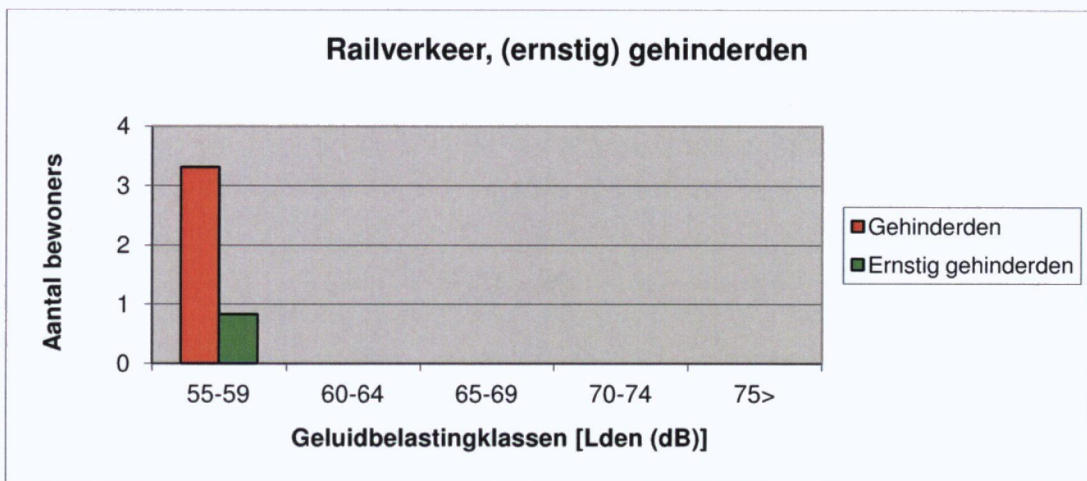 Railverkeer, (ernstig) gehinderden
Aantal bewoners
4
3
2
1
0
55-59 60-64 65-69 70-74 75>
Geluidbelastingklassen [Lden (dB)]
Gehinderden
Ernstig gehinderden